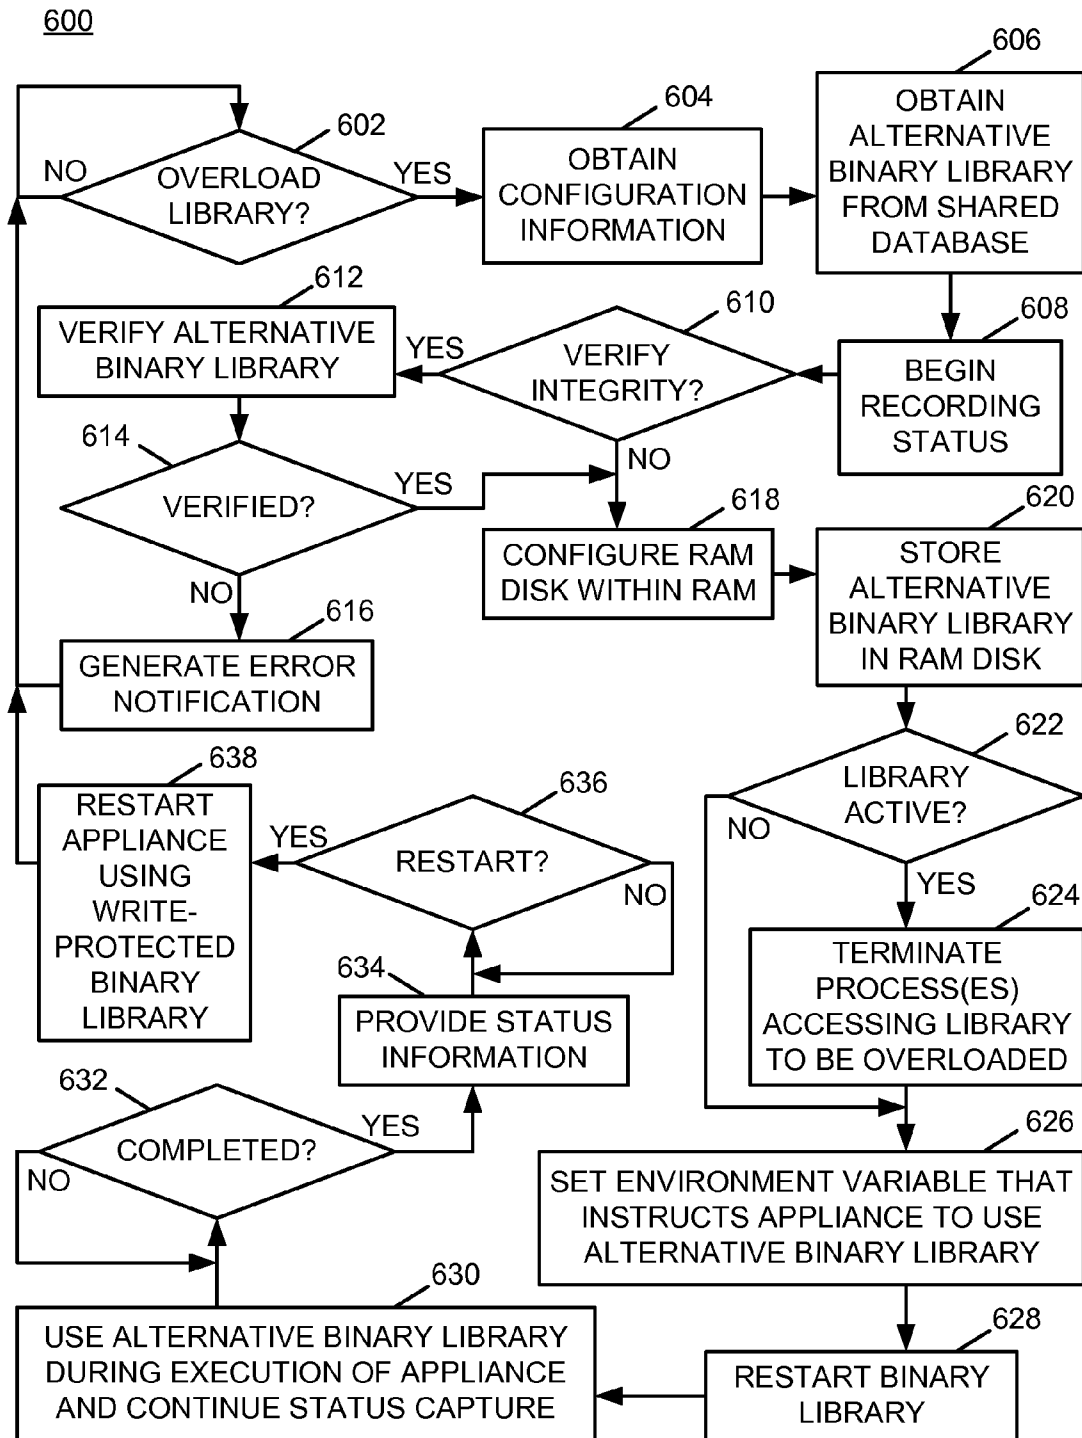 600
602
OVERLOAD
LIBRARY?
NO
YES
604
OBTAIN
CONFIGURATION
INFORMATION
606
OBTAIN
ALTERNATIVE
BINARY LIBRARY
FROM SHARED
DATABASE
608
BEGIN
RECORDING
STATUS
610
VERIFY
INTEGRITY?
YES
NO
612
VERIFY ALTERNATIVE
BINARY LIBRARY
614
VERIFIED?
YES
NO
616
GENERATE ERROR
NOTIFICATION
618
CONFIGURE RAM
DISK WITHIN RAM
620
STORE
ALTERNATIVE
BINARY LIBRARY
IN RAM DISK
622
LIBRARY
ACTIVE?
NO
YES
624
TERMINATE
PROCESS(ES)
ACCESSING LIBRARY
TO BE OVERLOADED
626
SET ENVIRONMENT VARIABLE THAT
INSTRUCTS APPLIANCE TO USE
ALTERNATIVE BINARY LIBRARY
628
RESTART BINARY
LIBRARY
630
USE ALTERNATIVE BINARY LIBRARY
DURING EXECUTION OF APPLIANCE
AND CONTINUE STATUS CAPTURE
632
COMPLETED?
NO
YES
634
PROVIDE STATUS
INFORMATION
636
RESTART?
YES
NO
638
RESTART
APPLIANCE
USING
WRITE-
PROTECTED
BINARY
LIBRARY